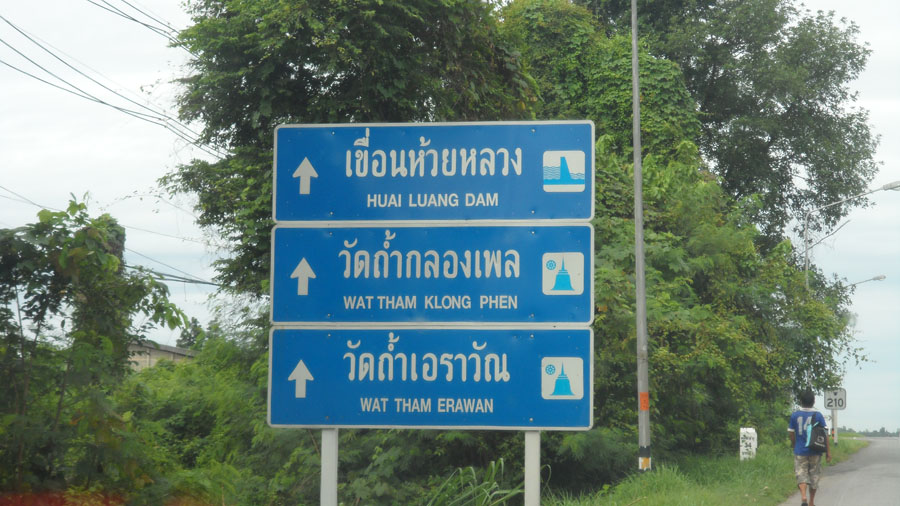 เขื่อนห้วยหลวง
HUAI LUANG DAM
วัดถ้ำกลองเพล
WAT THAM KLONG PHEN
วัดถ้ำเอราวัณ
WAT THAM ERAWAN
210